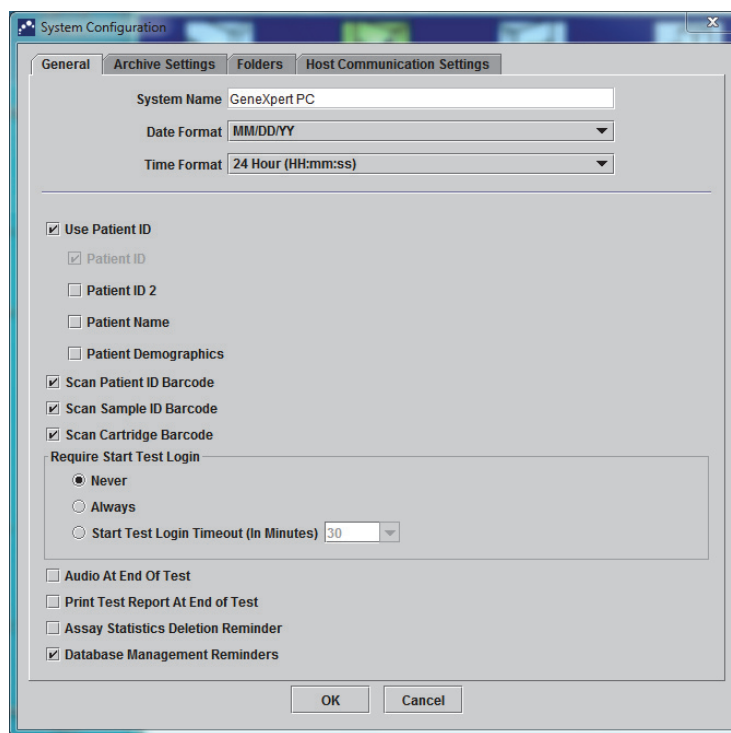 System Configuration
General Archive Settings Folders Host Communication Settings
System Name GeneXpert PC
Date Format MM/DD/YY
Time Format 24 Hour (HH:mm:ss)
Use Patient ID
Patient ID
Patient ID 2
Patient Name
Patient Demographics
Scan Patient ID Barcode
Scan Sample ID Barcode
Scan Cartridge Barcode
Require Start Test Login
Never
Always
Start Test Login Timeout (In Minutes) 30
Audio At End Of Test
Print Test Report At End of Test
Assay Statistics Deletion Reminder
Database Management Reminders
OK Cancel